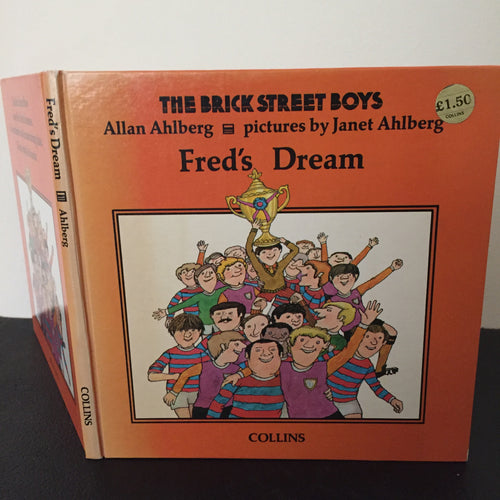 THE BRICK STREET BOYS
£1.50
COLLINS
Allan Ahlberg pictures by Janet Ahlberg
Fred's Dream
COLLINS
Fred's Dream Ahlberg
COLLINS